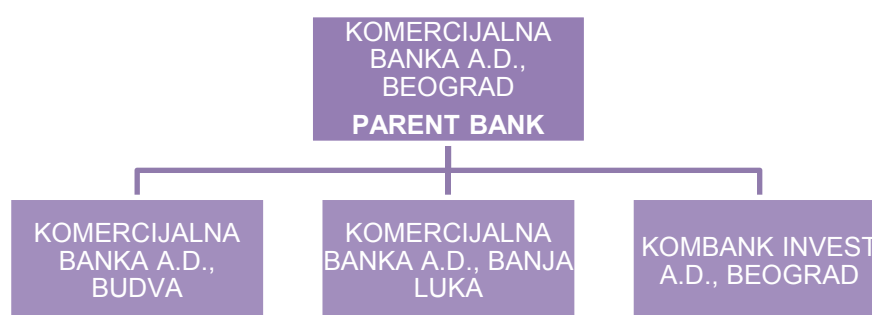 KOMERCIJALNA
BANKA A.D.,
BEOGRAD
PARENT BANK
KOMERCIJALNA
BANKA A.D.,
BUDVA
KOMERCIJALNA
BANKA A.D., BANJA
LUKA
KOMBANK INVEST
A.D., BEOGRAD